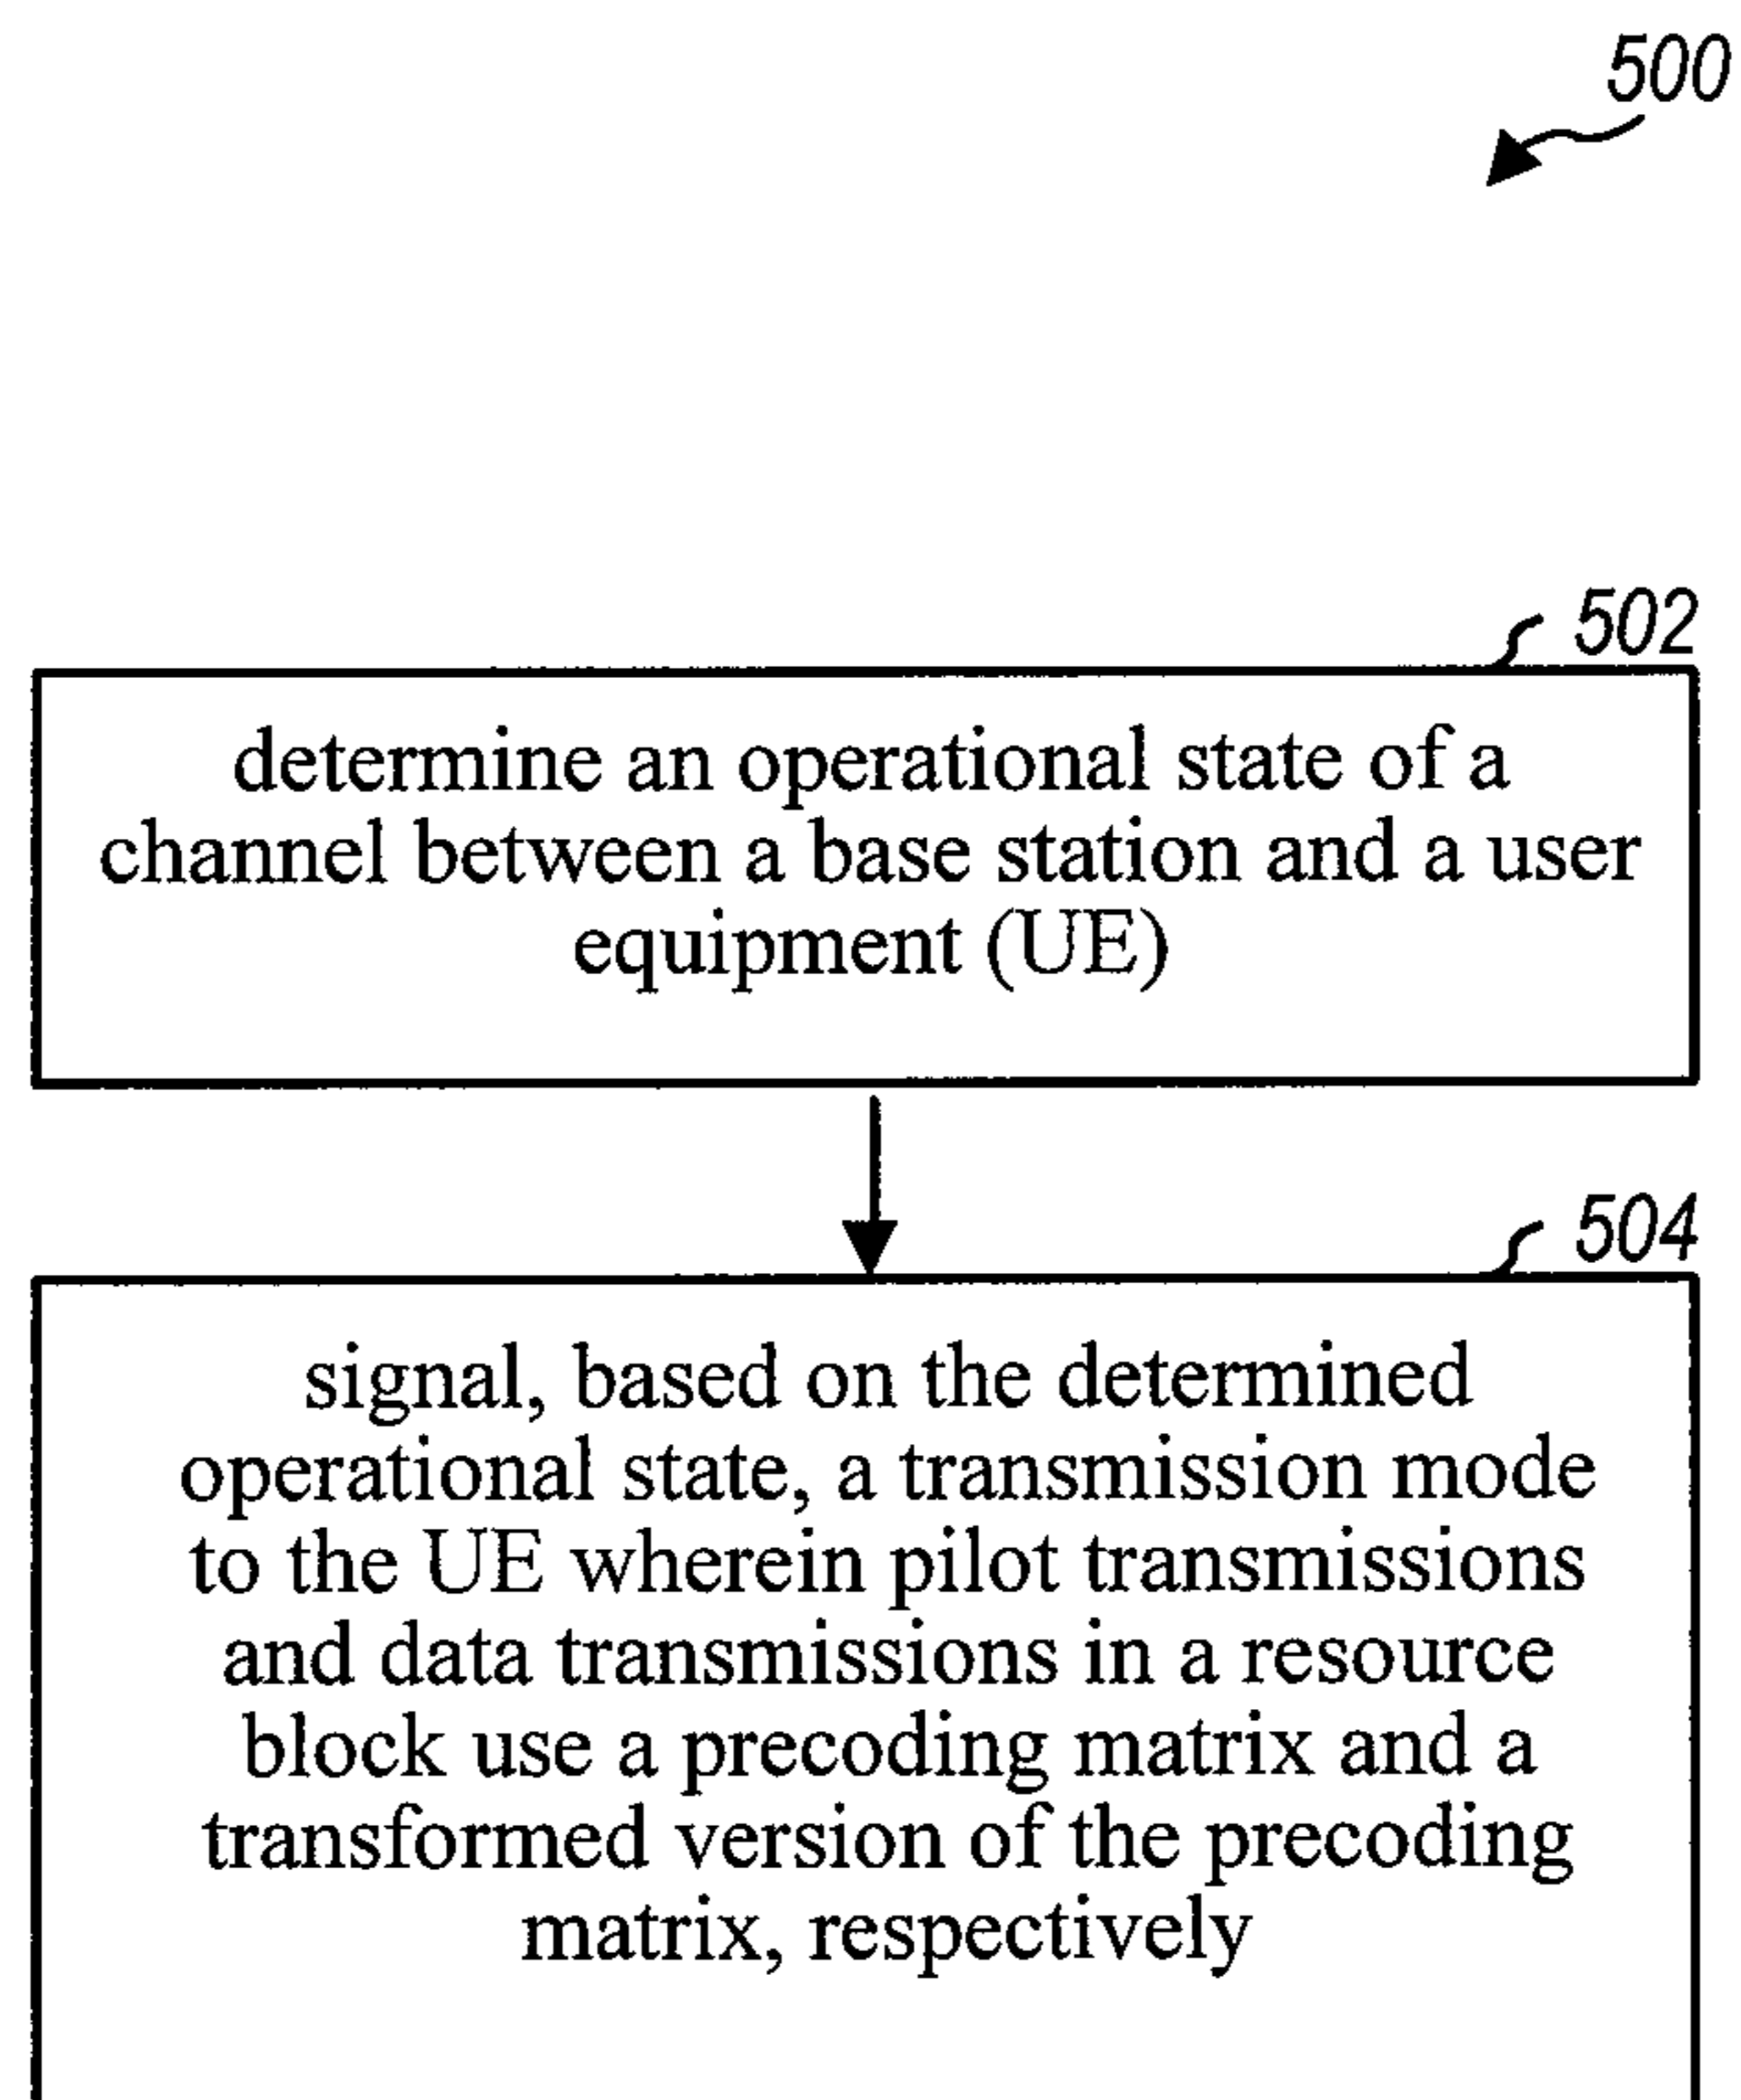 500
502
determine an operational state of a
channel between a base station and a user
equipment (UE)
504
signal, based on the determined
operational state, a transmission mode
to the UE wherein pilot transmissions
and data transmissions in a resource
block use a precoding matrix and a
transformed version of the precoding
matrix, respectively